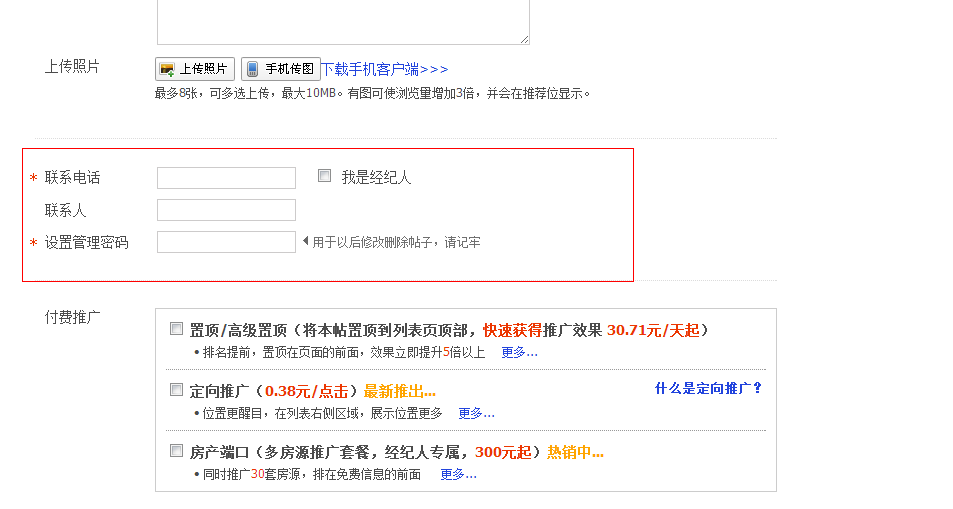 上传照片 上传照片 手机传图 下载手机客户端>>>
最多8张，可多选上传，最大10MB。有图可使浏览量增加3倍，并会在推荐位显示。
* 联系电话 我是经纪人
联系人
* 设置管理密码 用于以后修改删除帖子，请记牢
付费推广
置顶/高级置顶（将本帖置顶到列表页顶部，快速获得推广效果 30.71元/天起）
• 排名提前，置顶在页面的前面，效果立即提升5倍以上 更多...
定向推广（0.38元/点击）最新推出... 什么是定向推广？
• 位置更醒目，在列表右侧区域，展示位置更多 更多...
房产端口（多房源推广套餐，经纪人专属，300元起）热销中...
• 同时推广30套房源，排在免费信息的前面 更多...